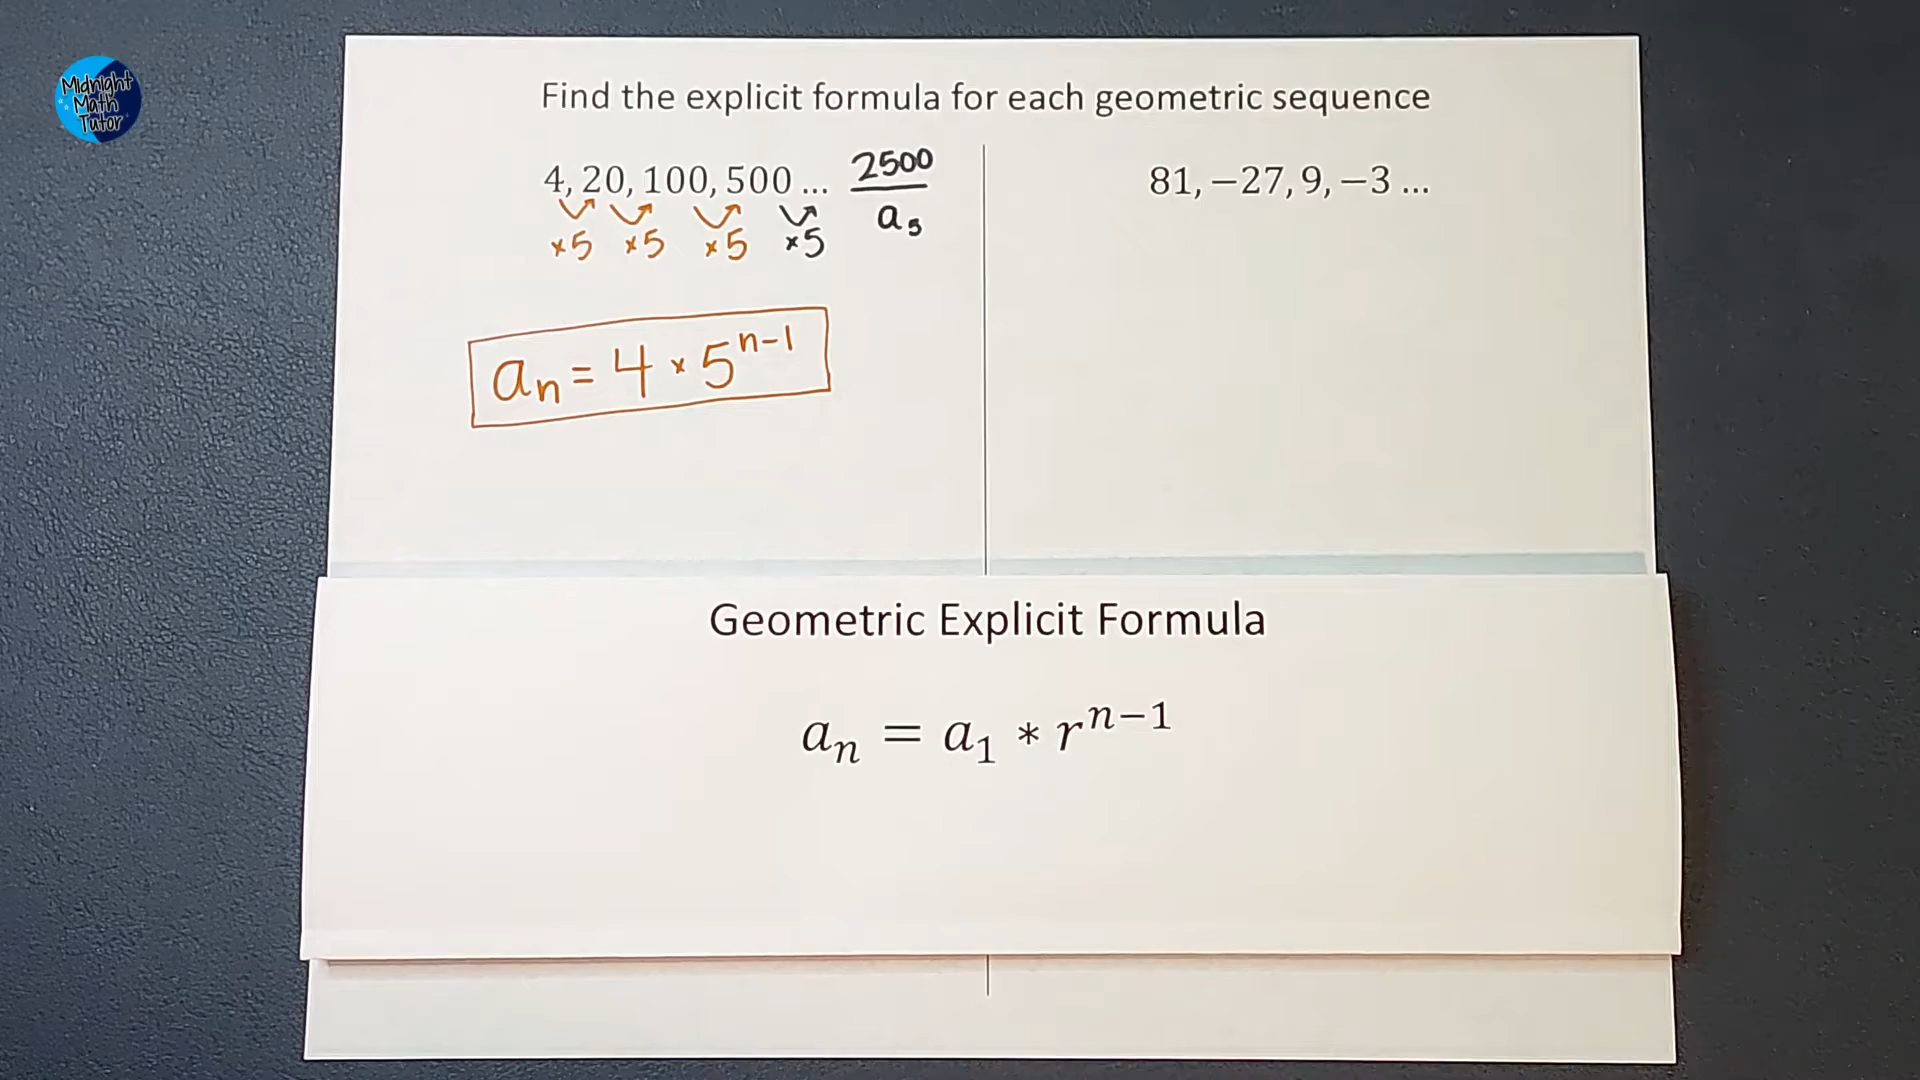 Midnight
Math
Tutor
Find the explicit formula for each geometric sequence
4, 20, 100, 500 ... 2500
a₅
×5 ×5 ×5 ×5
aₙ = 4 × 5ⁿ⁻¹
81, −27, 9, −3 ...
Geometric Explicit Formula
aₙ = a₁ * rⁿ⁻¹